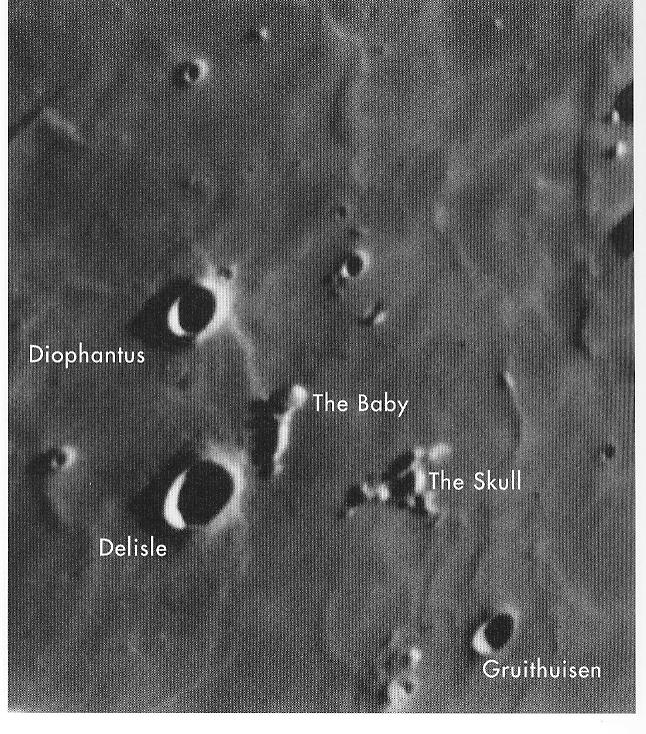 Diophantus
The Baby
The Skull
Delisle
Gruithuisen